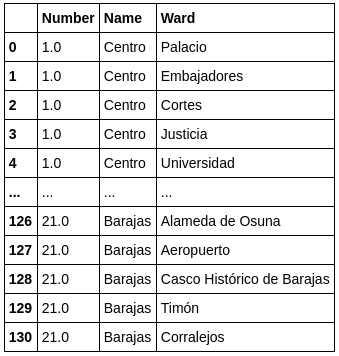 Number Name Ward
0 1.0 Centro Palacio
1 1.0 Centro Embajadores
2 1.0 Centro Cortes
3 1.0 Centro Justicia
4 1.0 Centro Universidad
... ... ... ...
126 21.0 Barajas Alameda de Osuna
127 21.0 Barajas Aeropuerto
128 21.0 Barajas Casco Histórico de Barajas
129 21.0 Barajas Timón
130 21.0 Barajas Corralejos